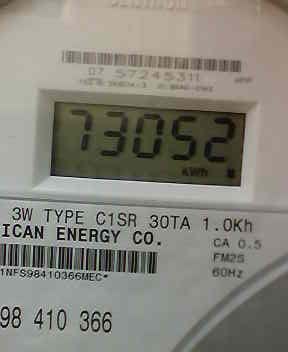 07 57245311
73052
KWH
3W TYPE C1SR 30TA 1.0Kh
ICAN ENERGY CO.
CA 0.5
FM2S
60Hz
1NFS98410366MEC*
98 410 366